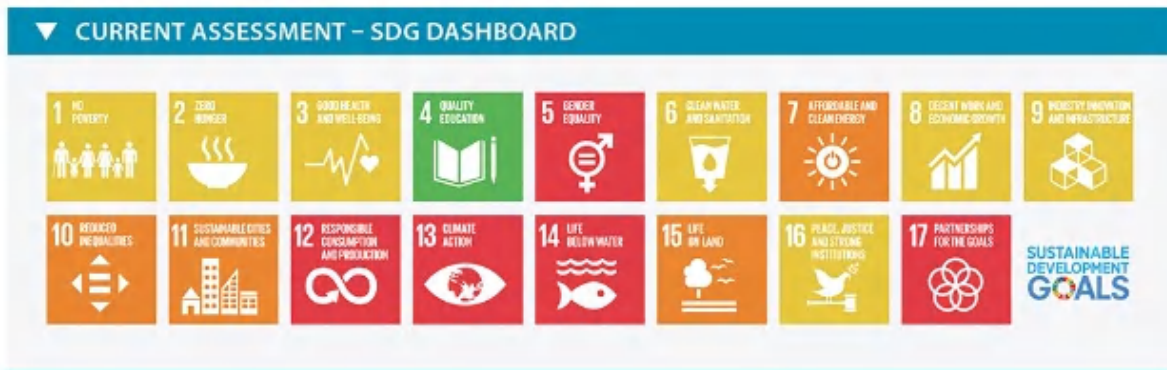 ▼ CURRENT ASSESSMENT – SDG DASHBOARD
1 NO
POVERTY
2 ZERO
HUNGER
3 GOOD HEALTH
AND WELL-BEING
4 QUALITY
EDUCATION
5 GENDER
EQUALITY
6 CLEAN WATER
AND SANITATION
7 AFFORDABLE AND
CLEAN ENERGY
8 DECENT WORK AND
ECONOMIC GROWTH
9 INDUSTRY, INNOVATION
AND INFRASTRUCTURE
10 REDUCED
INEQUALITIES
11 SUSTAINABLE CITIES
AND COMMUNITIES
12 RESPONSIBLE
CONSUMPTION
AND PRODUCTION
13 CLIMATE
ACTION
14 LIFE
BELOW WATER
15 LIFE
ON LAND
16 PEACE, JUSTICE
AND STRONG
INSTITUTIONS
17 PARTNERSHIPS
FOR THE GOALS
SUSTAINABLE
DEVELOPMENT
GOALS